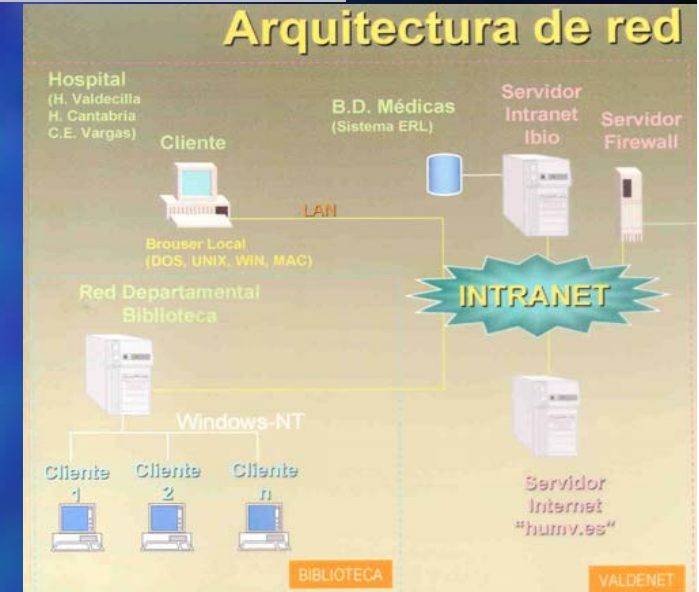 Arquitectura de red
Hospital
(H. Valdecilla
H. Cantabria
C.E. Vargas)
Cliente
Brouser Local
(DOS, UNIX, WIN, MAC)
LAN
B.D. Médicas
(Sistema ERL)
Servidor
Intranet
Ibio
Servidor
Firewall
INTRANET
Red Departamental
Biblioteca
Windows-NT
Cliente
1
Cliente
2
Cliente
n
Servidor
Internet
"humv.es"
BIBLIOTECA
VALDENET